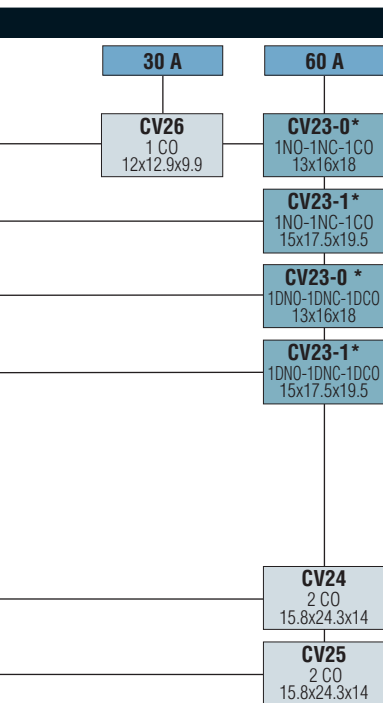 30 A
60 A
CV26
1 CO
12x12.9x9.9
CV23-0*
1NO-1NC-1CO
13x16x18
CV23-1*
1NO-1NC-1CO
15x17.5x19.5
CV23-0 *
1DNO-1DNC-1DCO
13x16x18
CV23-1*
1DNO-1DNC-1DCO
15x17.5x19.5
CV24
2 CO
15.8x24.3x14
CV25
2 CO
15.8x24.3x14